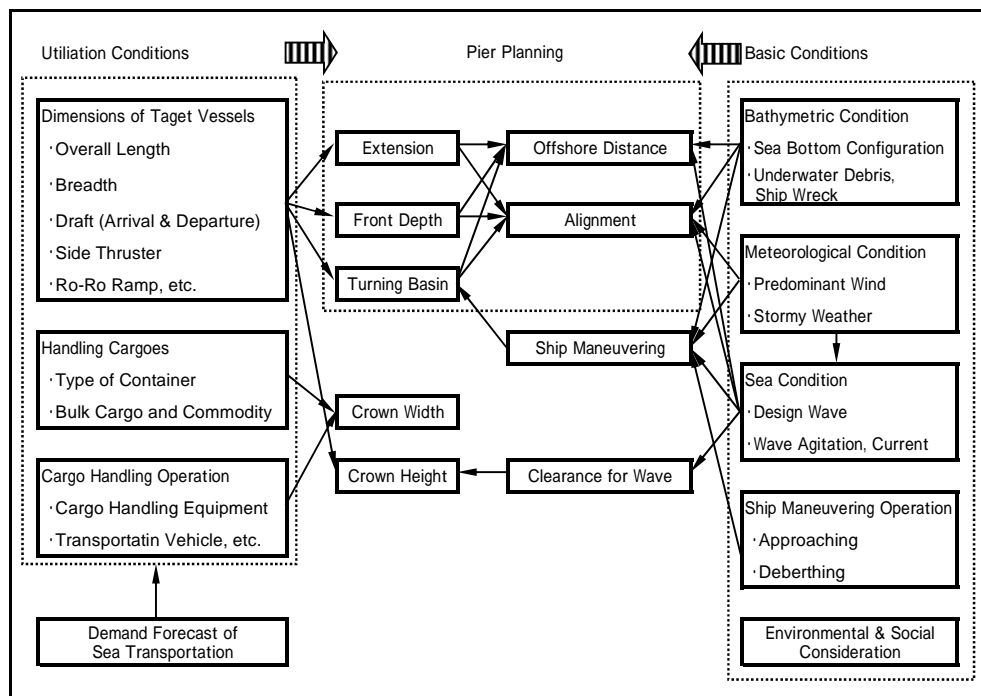 Utiliation Conditions
Pier Planning
Basic Conditions
Dimensions of Taget Vessels
·Overall Length
·Breadth
·Draft (Arrival & Departure)
·Side Thruster
·Ro-Ro Ramp, etc.
Handling Cargoes
·Type of Container
·Bulk Cargo and Commodity
Cargo Handling Operation
·Cargo Handling Equipment
·Transportatin Vehicle, etc.
Demand Forecast of
Sea Transportation
Extension
Front Depth
Turning Basin
Crown Width
Crown Height
Offshore Distance
Alignment
Ship Maneuvering
Clearance for Wave
Bathymetric Condition
·Sea Bottom Configuration
·Underwater Debris,
Ship Wreck
Meteorological Condition
·Predominant Wind
·Stormy Weather
Sea Condition
·Design Wave
·Wave Agitation, Current
Ship Maneuvering Operation
·Approaching
·Deberthing
Environmental & Social
Consideration